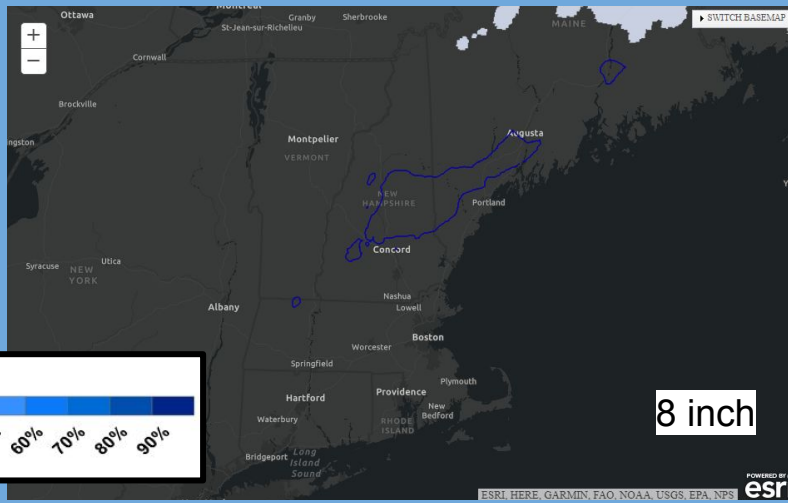 Montreal
Ottawa
Granby
Sherbrooke
St-Jean-sur-Richelieu
MAINE
SWITCH BASEMAP
+
−
Cornwall
Brockville
ngston
Montpelier
VERMONT
Augusta
NEW
HAMPSHIRE
Portland
Concord
Syracuse
NEW
YORK
Utica
Albany
Nashua
Lowell
Boston
Worcester
Springfield
Plymouth
Providence
Hartford
New
Bedford
RHODE
ISLAND
Waterbury
Bridgeport
Long
Island
Sound
60% 70% 80% 90%
8 inch
POWERED BY
esri
ESRI, HERE, GARMIN, FAO, NOAA, USGS, EPA, NPS